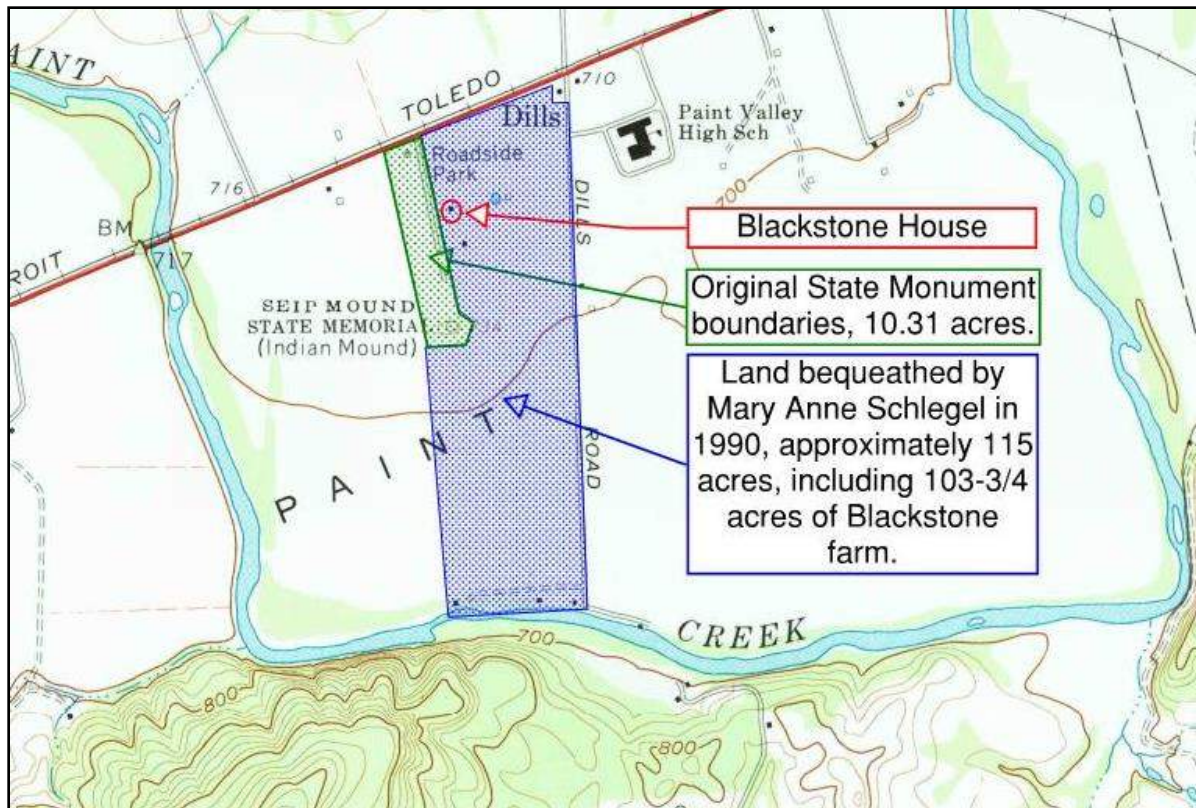 AINT
TOLEDO
710
Dills
Paint Valley
High Sch
Roadside
Park
716
DILLS
700
BM
717
ROIT
Blackstone House
SEIP MOUND
STATE MEMORIA
(Indian Mound)
Original State Monument
boundaries, 10.31 acres.
Land bequeathed by
Mary Anne Schlegel in
1990, approximately 115
acres, including 103-3/4
acres of Blackstone
farm.
PAINT
ROAD
CREEK
700
800
800